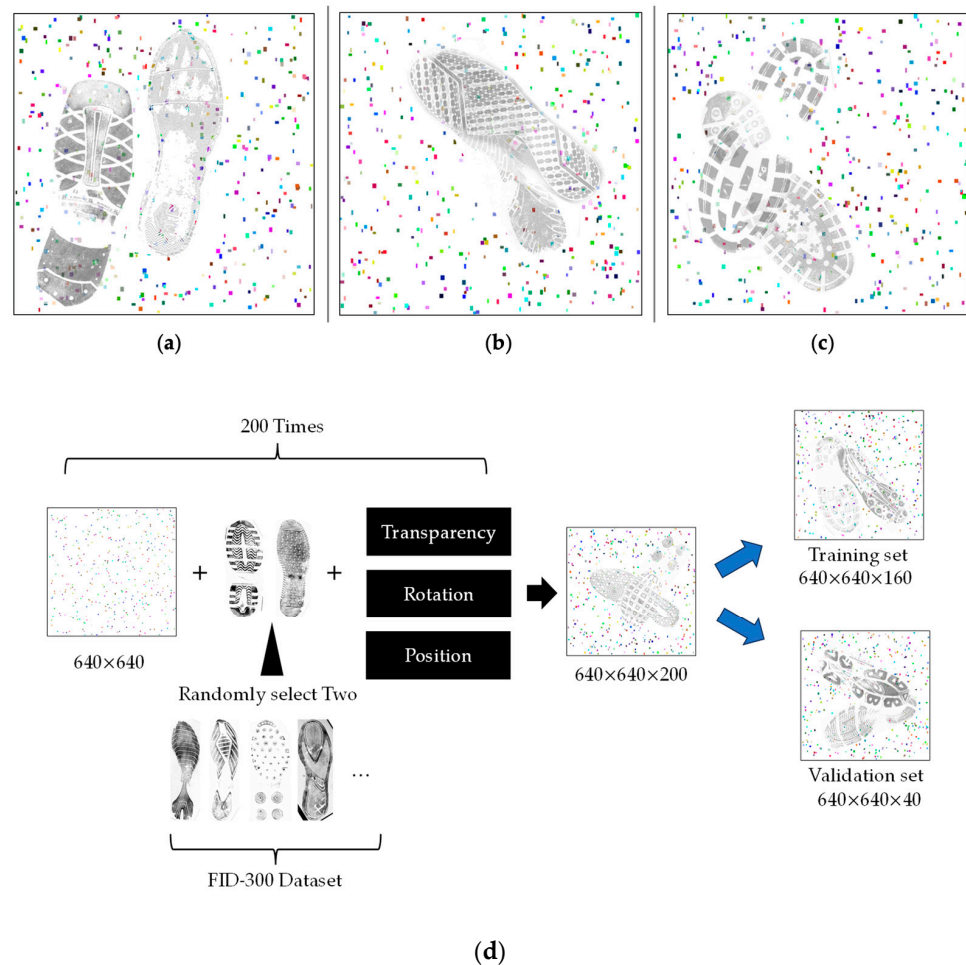 (a)
(b)
(c)
200 Times
+
+
Transparency
Rotation
Position
640×640
Randomly select Two
640×640×200
Training set
640×640×160
Validation set
640×640×40
...
FID-300 Dataset
(d)